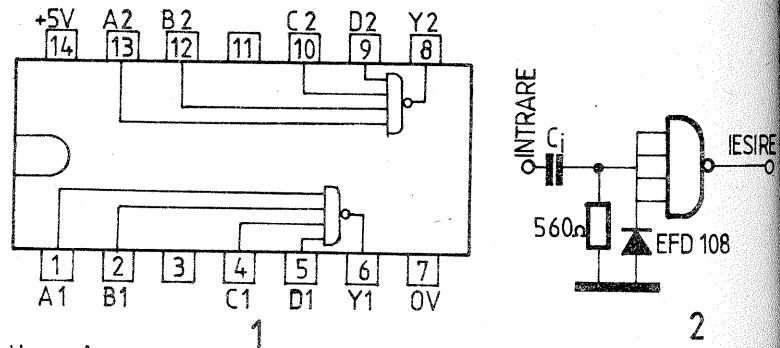 +5V A2 B2 C2 D2 Y2
14 13 12 11 10 9 8
1 2 3 4 5 6 7
A1 B1 C1 D1 Y1 0V
1
INTRARE
Ci
IESIRE
560Ω
EFD 108
2